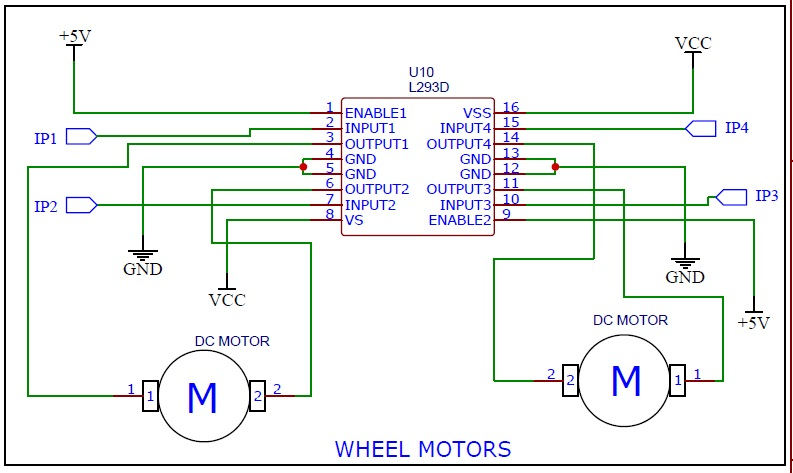 +5V
VCC
U10
L293D
1 ENABLE1 VSS 16
IP1 2 INPUT1 INPUT4 15 IP4
3 OUTPUT1 OUTPUT4 14
4 GND GND 13
5 GND GND 12
6 OUTPUT2 OUTPUT3 11
IP2 7 INPUT2 INPUT3 10 IP3
8 VS ENABLE2 9
GND
GND
VCC
+5V
DC MOTOR
DC MOTOR
1 1 M 2 2
2 2 M 1 1
WHEEL MOTORS